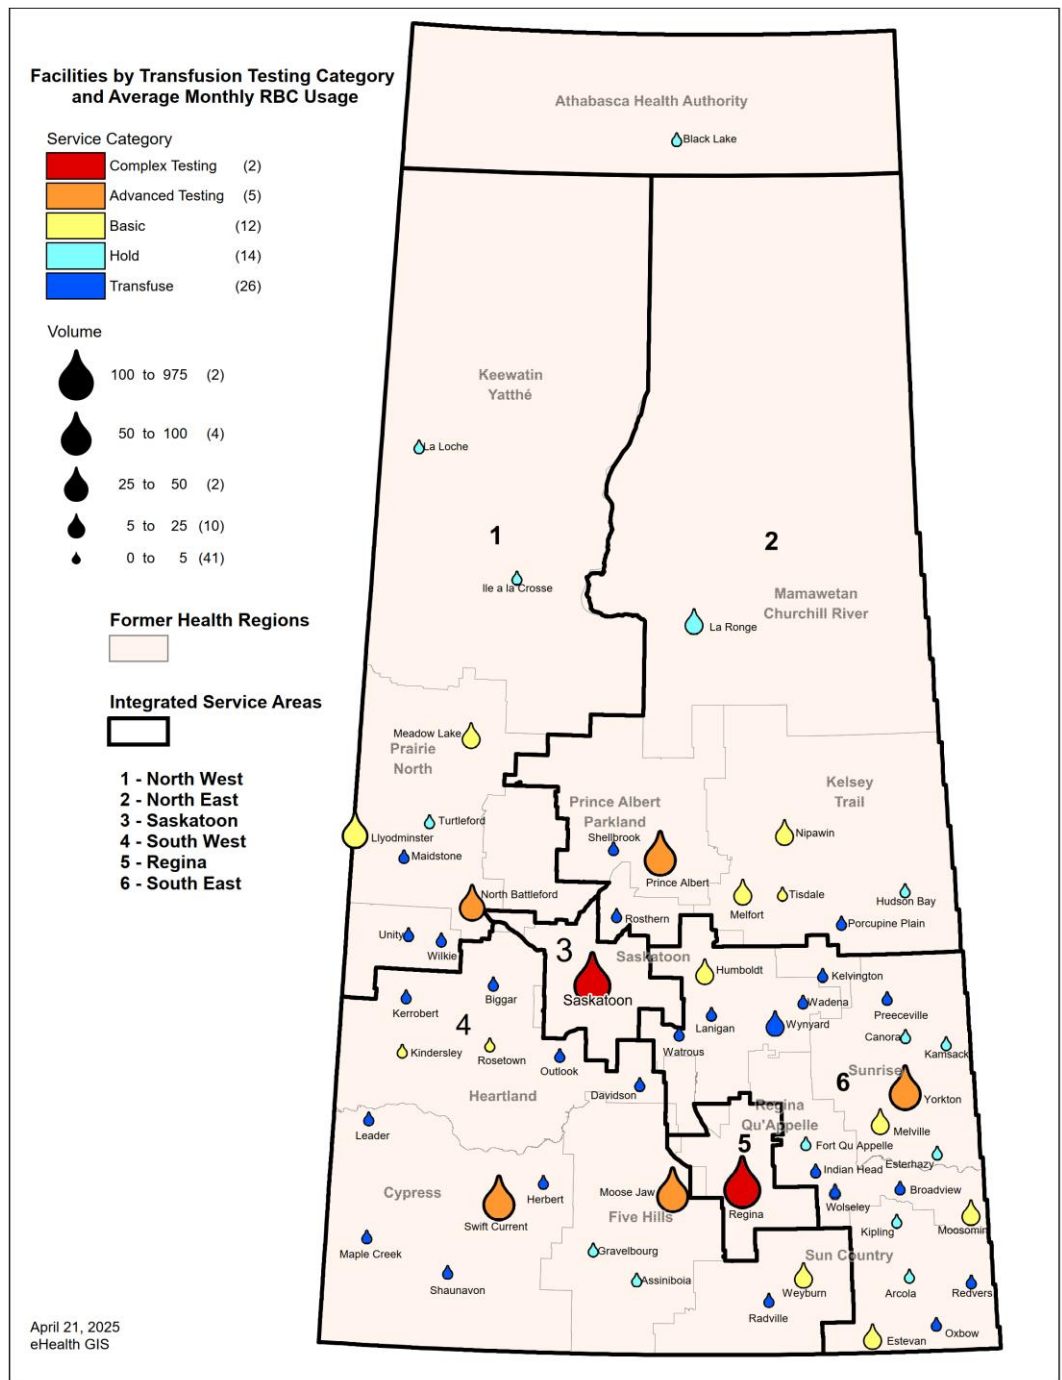 Facilities by Transfusion Testing Category
and Average Monthly RBC Usage
Service Category
Complex Testing (2)
Advanced Testing (5)
Basic (12)
Hold (14)
Transfuse (26)
Volume
100 to 975 (2)
50 to 100 (4)
25 to 50 (2)
5 to 25 (10)
0 to 5 (41)
Former Health Regions
Integrated Service Areas
1 - North West
2 - North East
3 - Saskatoon
4 - South West
5 - Regina
6 - South East
April 21, 2025
eHealth GIS
Athabasca Health Authority
Black Lake
Keewatin
Yatthé
La Loche
1
2
Ile a la Crosse
Mamawetan
Churchill River
La Ronge
Meadow Lake
Prairie
North
Kelsey
Trail
Prince Albert
Parkland
Turtleford
Llyodminster
Shellbrook
Nipawin
Maidstone
Prince Albert
North Battleford
Tisdale
Melfort
Hudson Bay
Rosthern
Porcupine Plain
Unity
Wilkie
3
Saskatoon
Humboldt
Kelvington
Saskatoon
Biggar
Kerrobert
Wadena
Preeceville
4
Lanigan
Wynyard
Watrous
Canora
Kamsack
Kindersley
Rosetown
Outlook
Sunrise
6
Heartland
Davidson
Yorkton
Regina
Qu'Appelle
Leader
Melville
5
Fort Qu Appelle
Esterhazy
Indian Head
Cypress
Herbert
Moose Jaw
Broadview
Wolseley
Five Hills
Regina
Swift Current
Kipling
Moosomin
Maple Creek
Gravelbourg
Sun Country
Shaunavon
Assiniboia
Weyburn
Arcola
Redvers
Radville
Oxbow
Estevan